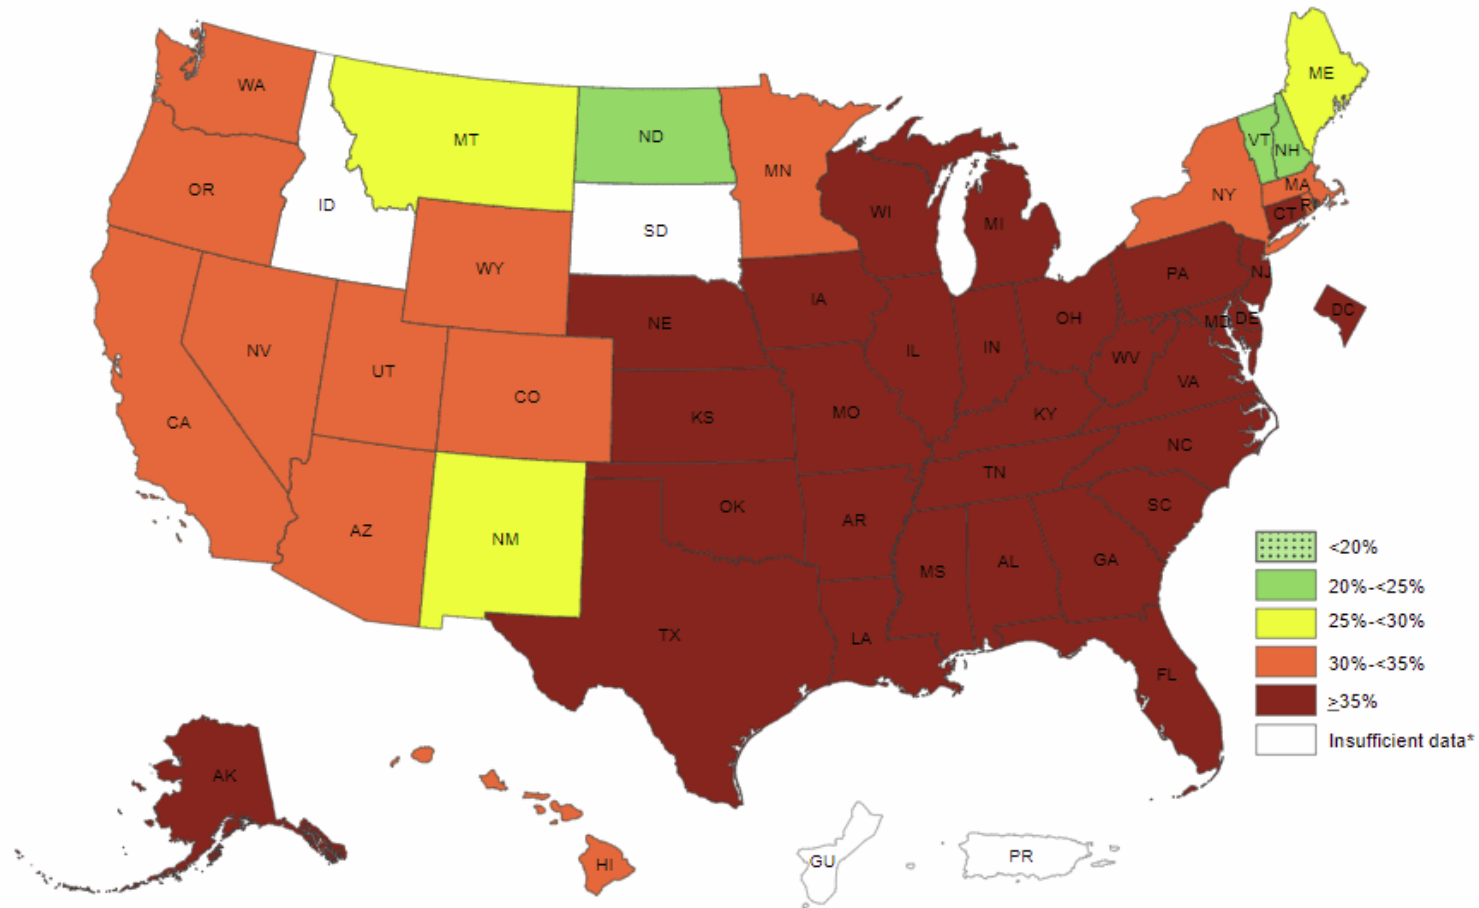 WA
MT
ND
MN
ME
VT
NH
OR
ID
SD
WI
MI
NY
MA
CT
RI
WY
IA
PA
NJ
NE
OH
DC
NV
UT
IL
IN
MD
DE
CA
CO
KS
MO
WV
VA
KY
NC
AZ
NM
OK
AR
TN
SC
MS
AL
GA
TX
LA
FL
AK
HI
GU
PR
<20%
20%-<25%
25%-<30%
30%-<35%
≥35%
Insufficient data*